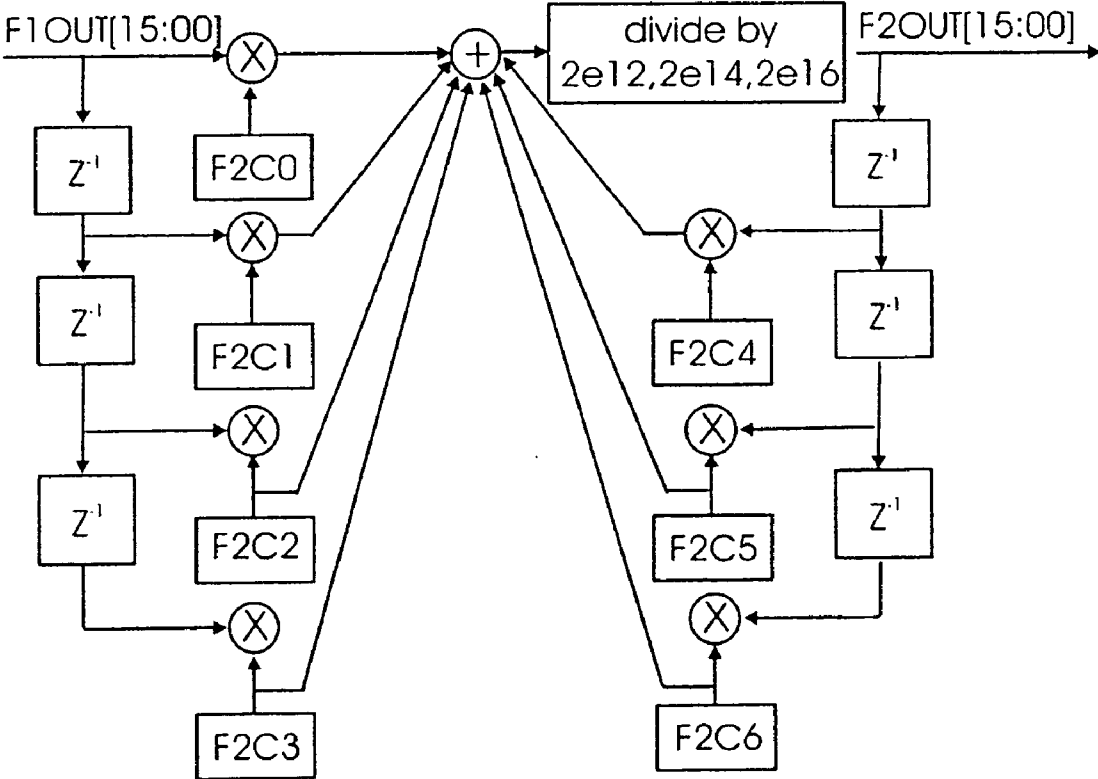 F1OUT[15:00]
X
+
divide by
2e12,2e14,2e16
F2OUT[15:00]
Z⁻¹
F2C0
Z⁻¹
X
X
Z⁻¹
F2C1
F2C4
Z⁻¹
X
X
Z⁻¹
F2C2
F2C5
Z⁻¹
X
X
F2C3
F2C6